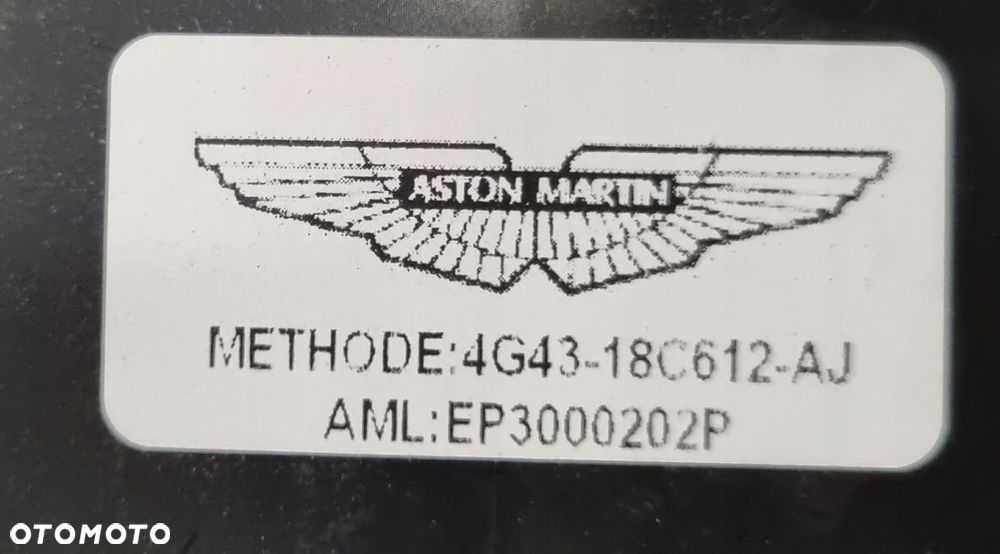 ASTON MARTIN
METHODE:4G43-18C612-AJ
AML:EP3000202P
OTOMOTO